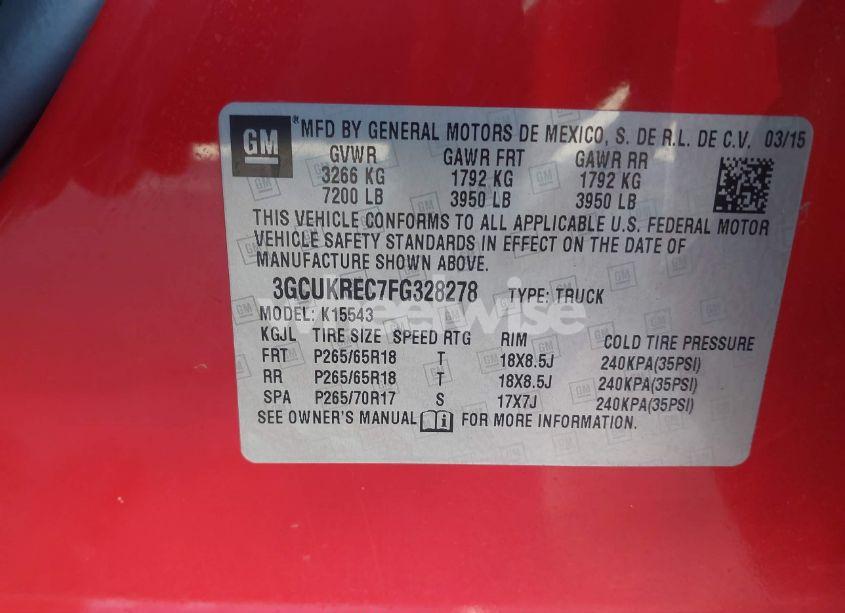 GM
®MFD BY GENERAL MOTORS DE MEXICO, S. DE R.L. DE C.V. 03/15
GVWR GAWR FRT GAWR RR
3266 KG 1792 KG 1792 KG
7200 LB 3950 LB 3950 LB
THIS VEHICLE CONFORMS TO ALL APPLICABLE U.S. FEDERAL MOTOR
VEHICLE SAFETY STANDARDS IN EFFECT ON THE DATE OF
MANUFACTURE SHOWN ABOVE.
3GCUKREC7FG328278 TYPE: TRUCK
wheelwise
MODEL: K15543
KGJL TIRE SIZE SPEED RTG RIM COLD TIRE PRESSURE
FRT P265/65R18 T 18X8.5J 240KPA(35PSI)
RR P265/65R18 T 18X8.5J 240KPA(35PSI)
SPA P265/70R17 S 17X7J 240KPA(35PSI)
SEE OWNER'S MANUAL FOR MORE INFORMATION.